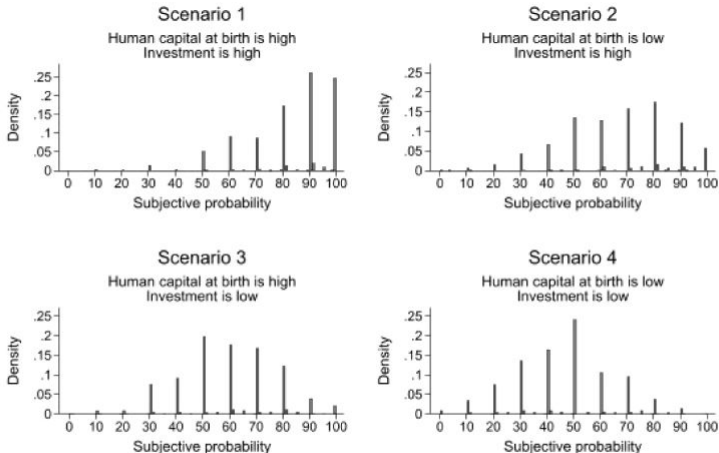 Scenario 1
Human capital at birth is high
Investment is high
.25
.2
.15
.1
.05
0
Density
0 10 20 30 40 50 60 70 80 90 100
Subjective probability
Scenario 2
Human capital at birth is low
Investment is high
.25
.2
.15
.1
.05
0
Density
0 10 20 30 40 50 60 70 80 90 100
Subjective probability
Scenario 3
Human capital at birth is high
Investment is low
.25
.2
.15
.1
.05
0
Density
0 10 20 30 40 50 60 70 80 90 100
Subjective probability
Scenario 4
Human capital at birth is low
Investment is low
.25
.2
.15
.1
.05
0
Density
0 10 20 30 40 50 60 70 80 90 100
Subjective probability